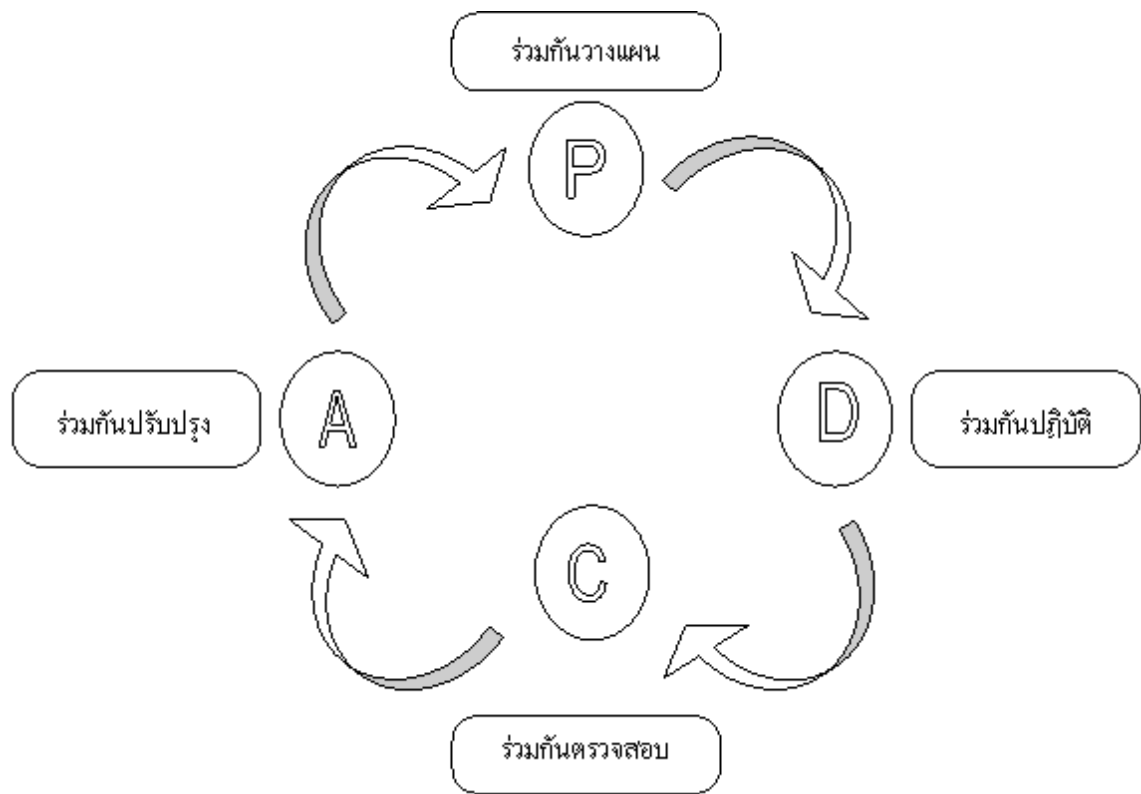 ร่วมกันวางแผน
P
ร่วมกันปรับปรุง
A
D
ร่วมกันปฏิบัติ
C
ร่วมกันตรวจสอบ